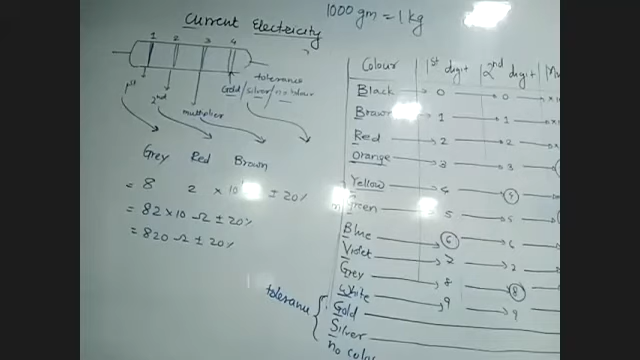 Current Electricity
1000 gm = 1 kg
1 2 3 4
tolerance
Gold/silver/no colour
1st
2nd
multiplier
Grey Red Brown
= 8 2 × 10 ± 20%
= 82 × 10 Ω ± 20%
= 820 Ω ± 20%
Colour 1st digit 2nd digit
Black 0 0
Brown 1 1
Red 2 2
Orange 3 3
Yellow 4 4
Green 5 5
Blue 6 6
Violet 7
Grey 8 8
White 9 9
tolerance
Gold
Silver
no colo